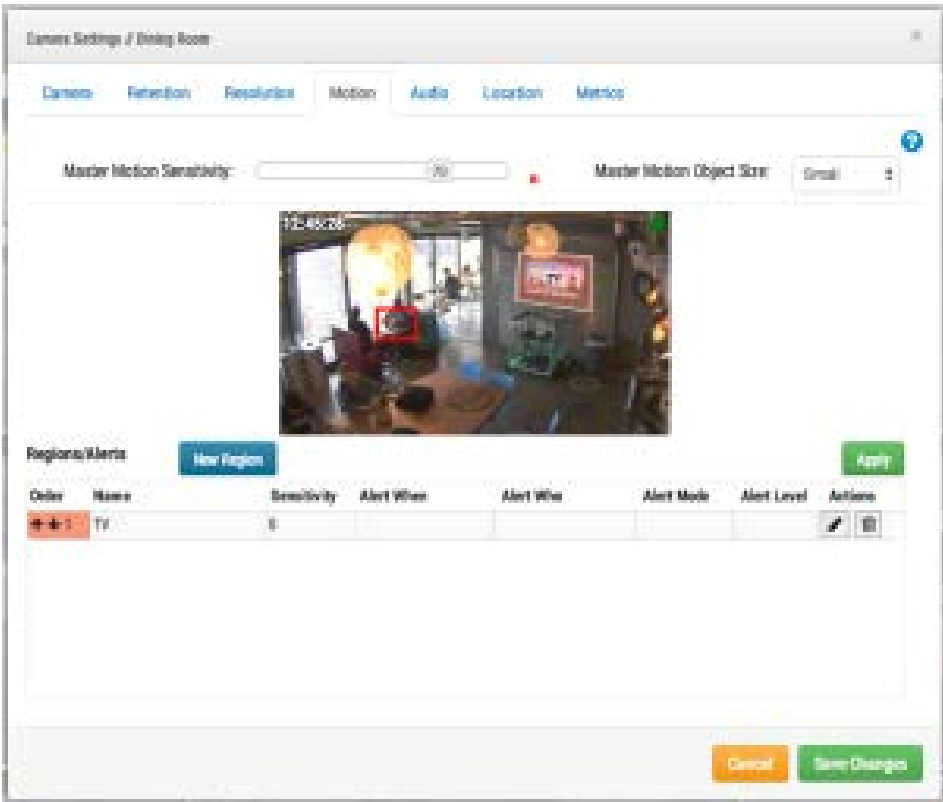 Camera Settings / Dining Room
Camera Retention Resolution Motion Audio Location Metrics
?
Master Motion Sensitivity: Master Motion Object Size: Small
Regions/Alerts New Region Apply
Order Name Sensitivity Alert When Alert Who Alert Mode Alert Level Actions
1 TV
Cancel Save Changes